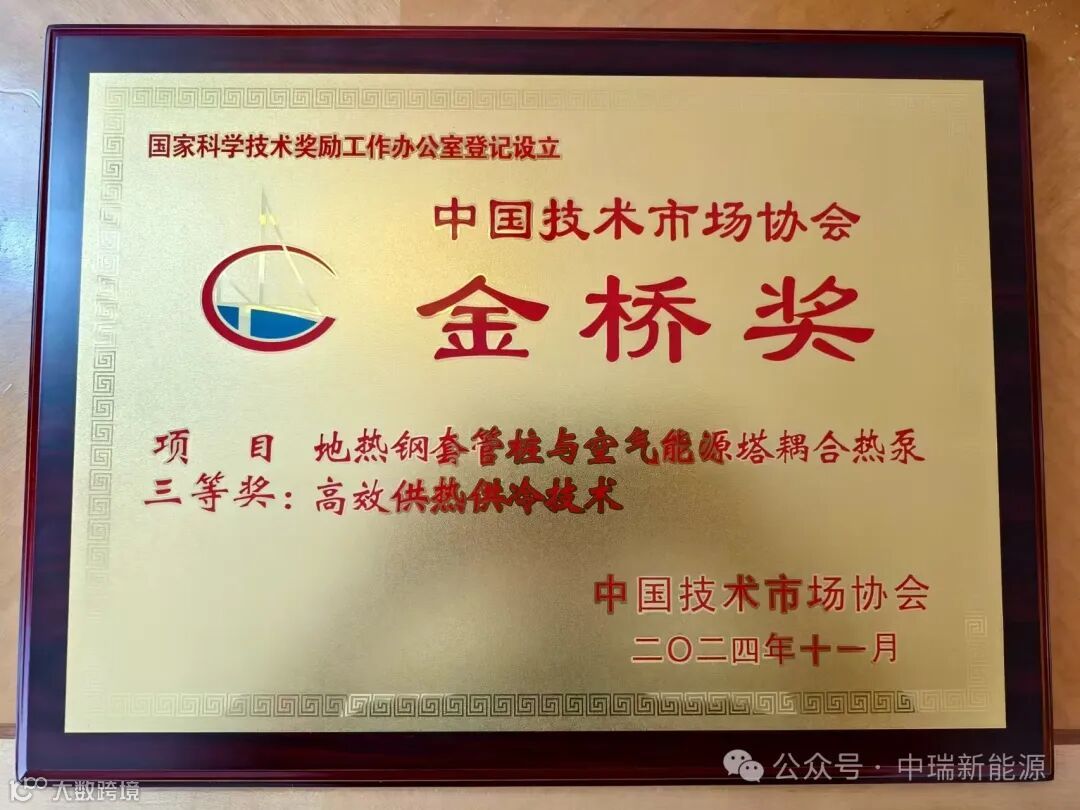 国家科学技术奖励工作办公室登记设立
中国技术市场协会
金桥奖
项目 地热钢套管桩与空气能源塔耦合热泵
三等奖：高效供热供冷技术
中国技术市场协会
二〇二四年十一月
公众号·中瑞新能源
大数跨境